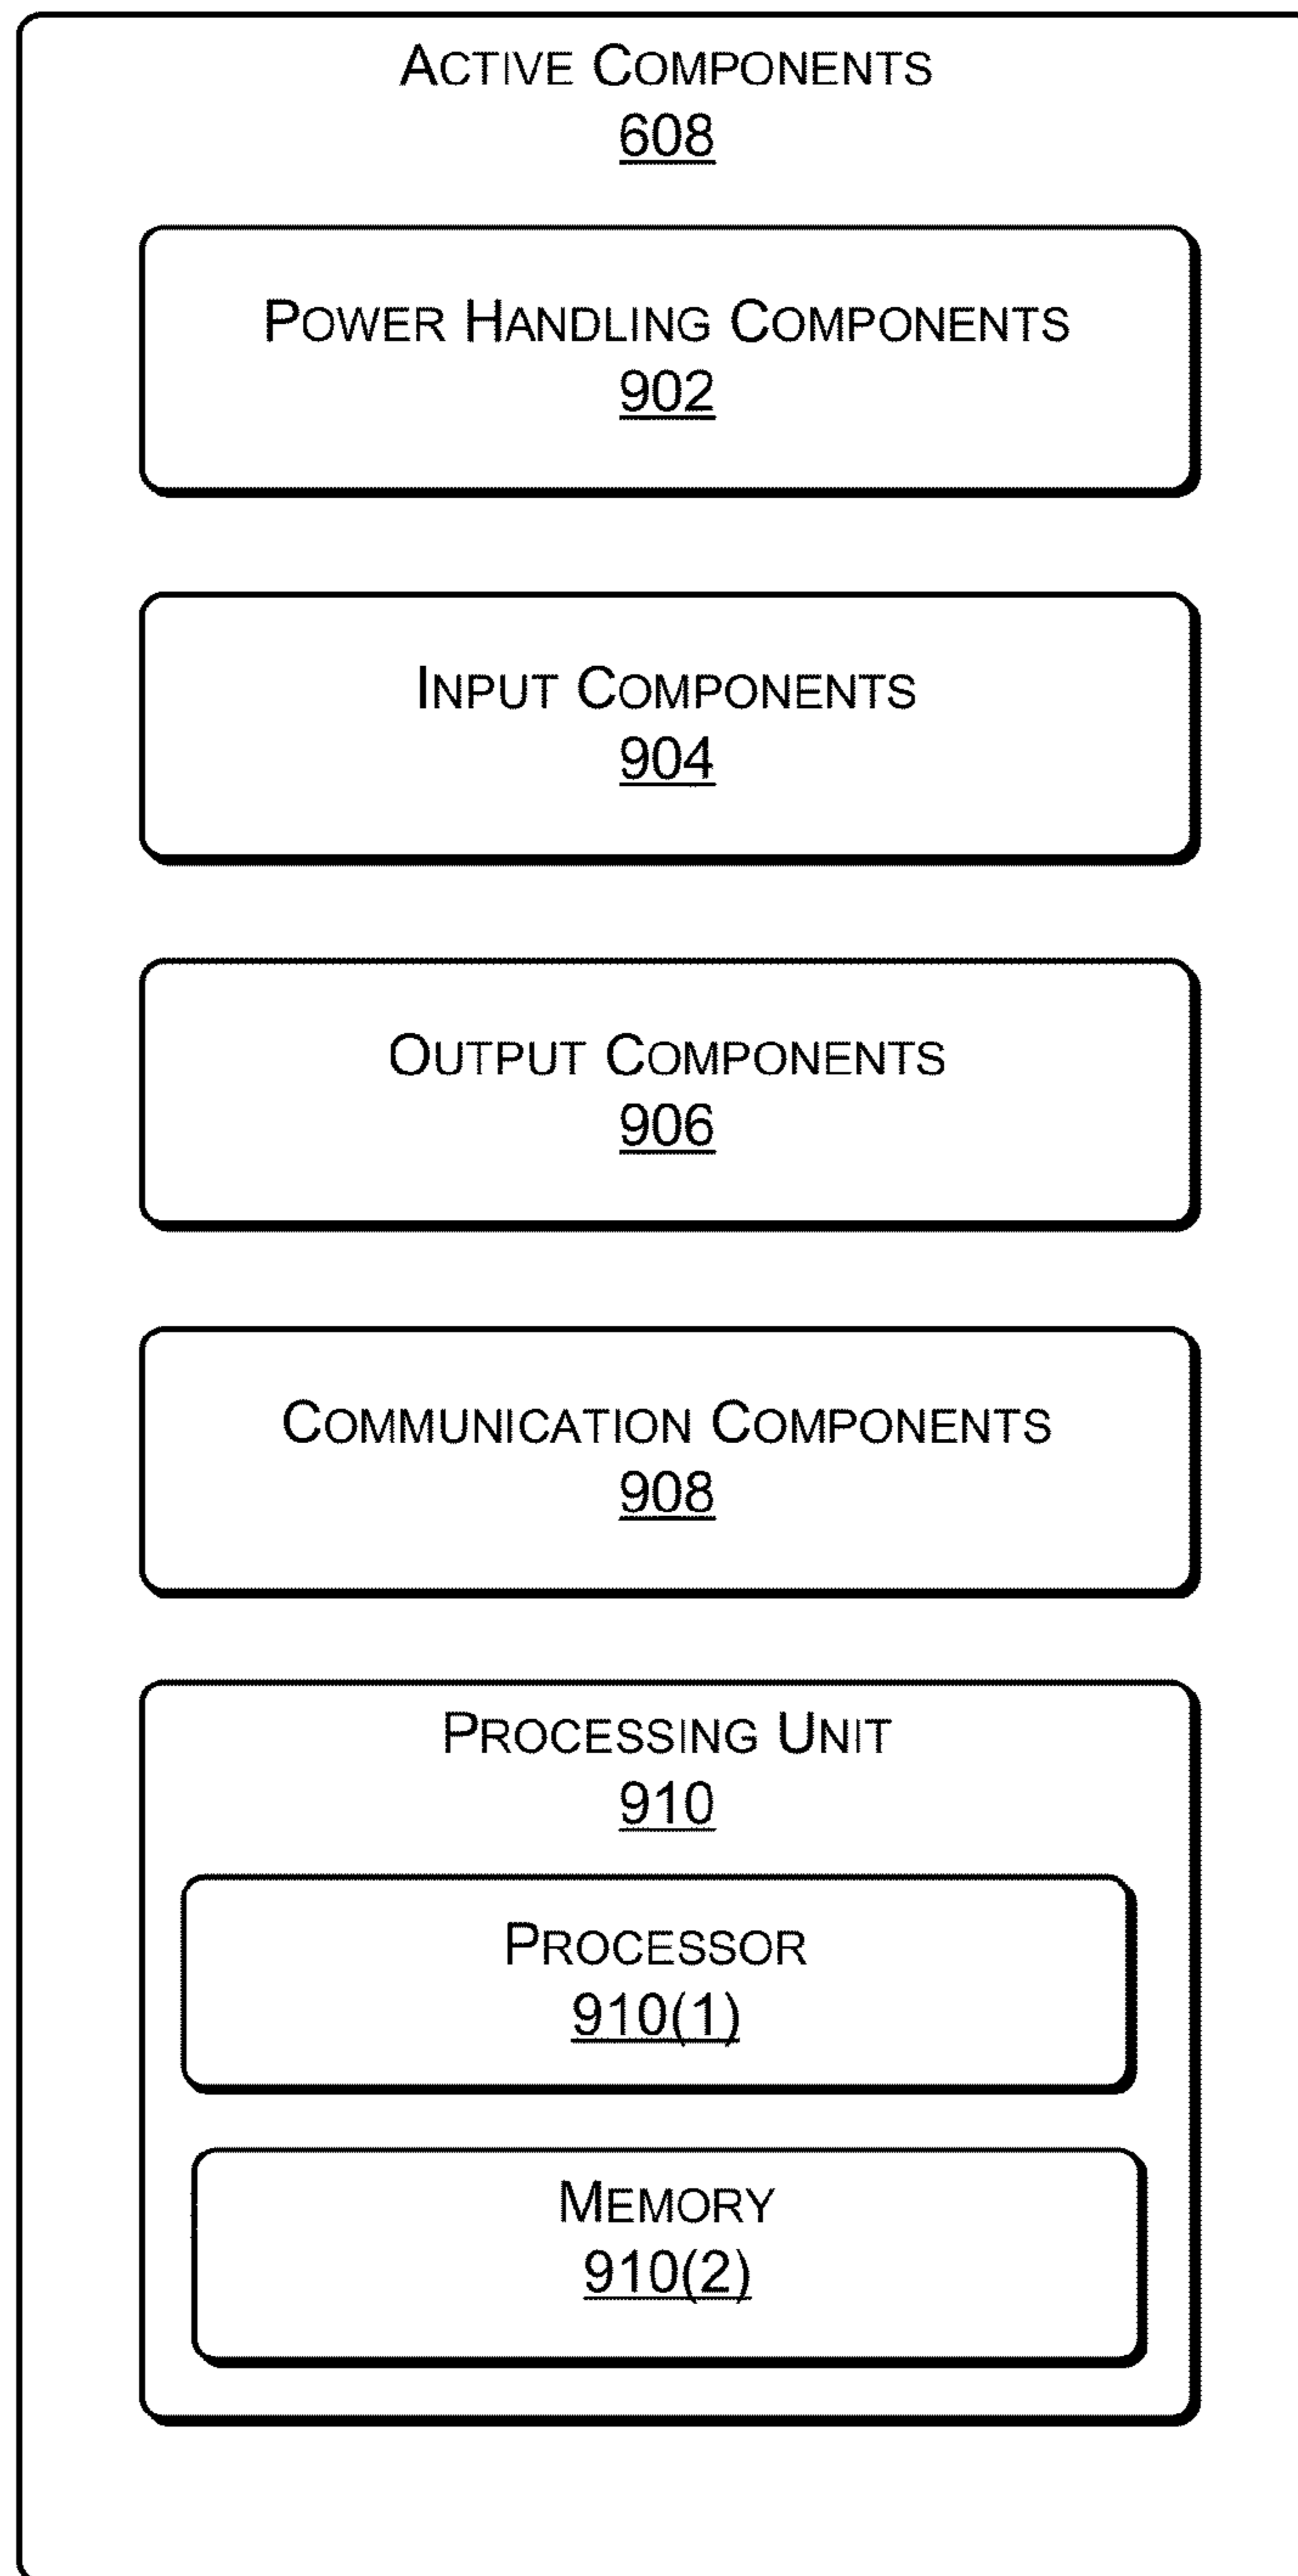 ACTIVE COMPONENTS
608
POWER HANDLING COMPONENTS
902
INPUT COMPONENTS
904
OUTPUT COMPONENTS
906
COMMUNICATION COMPONENTS
908
PROCESSING UNIT
910
PROCESSOR
910(1)
MEMORY
910(2)